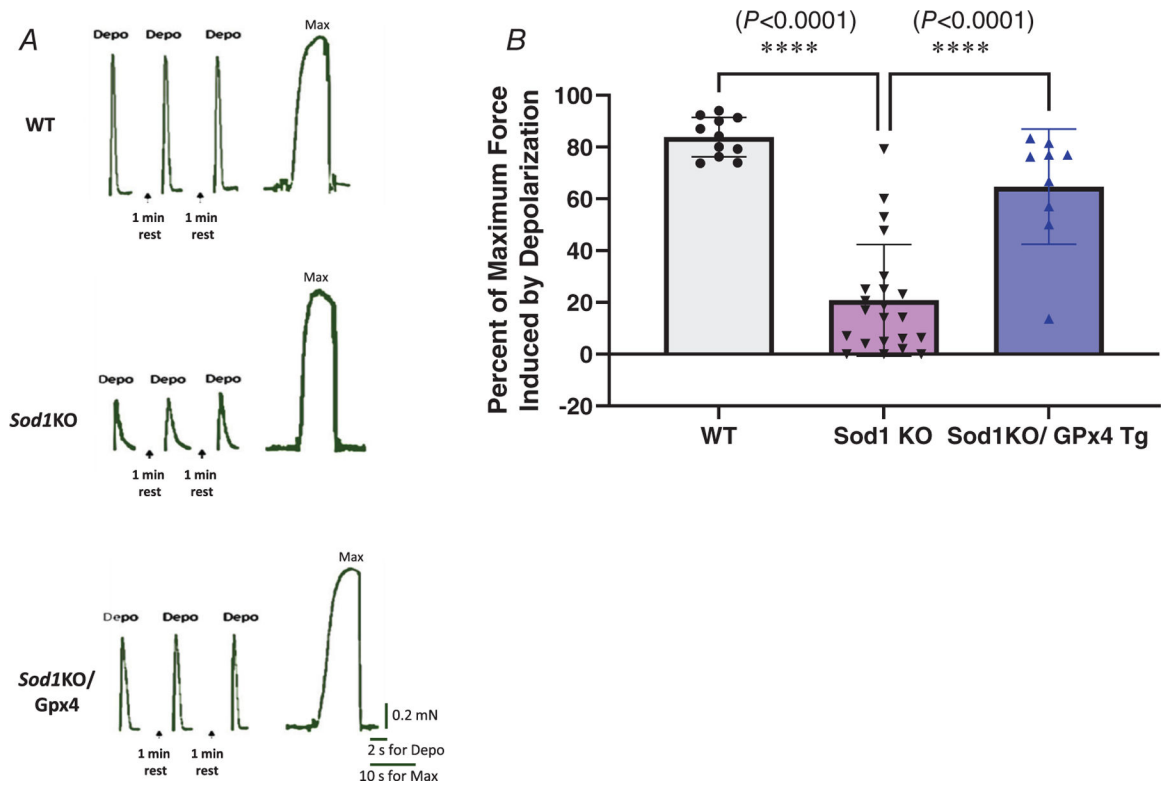 A
Depo Depo Depo
Max
WT
1 min 1 min
rest rest
Max
Depo Depo Depo
Sod1KO
1 min 1 min
rest rest
Max
Depo Depo Depo
Sod1KO/
Gpx4
0.2 mN
1 min 1 min
rest rest
2 s for Depo
10 s for Max
B
(P<0.0001) (P<0.0001)
**** ****
Percent of Maximum Force
Induced by Depolarization
100
80
60
40
20
0
-20
WT Sod1 KO Sod1KO/ GPx4 Tg